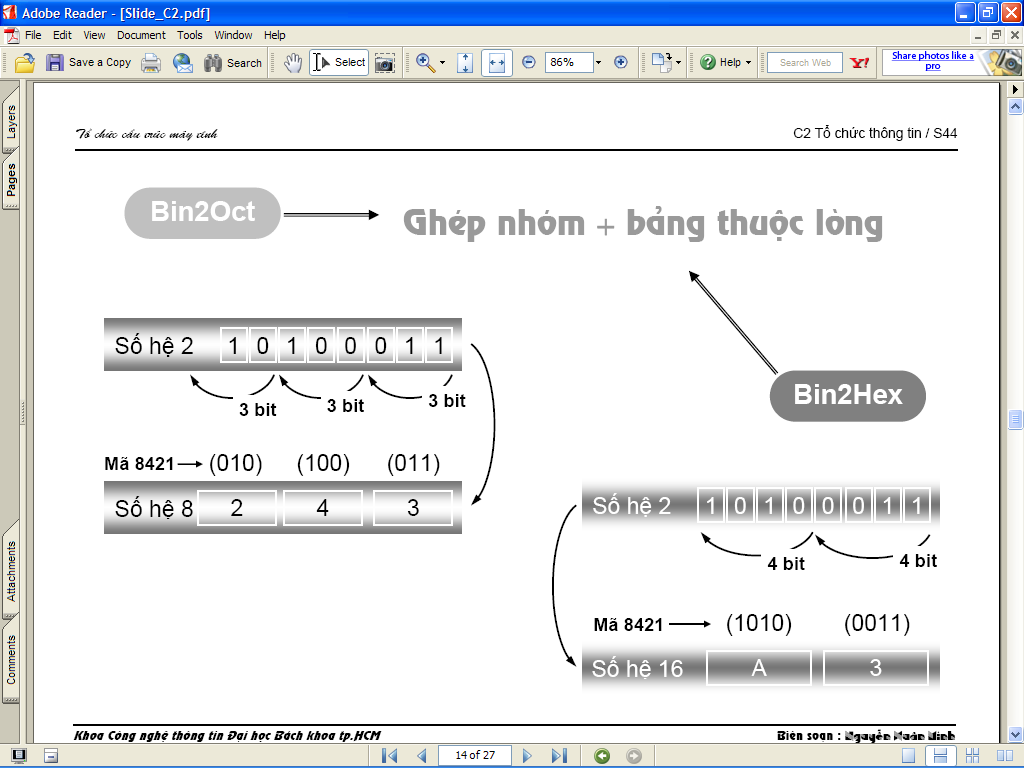 Adobe Reader - [Slide_C2.pdf]
File Edit View Document Tools Window Help
Save a Copy Search Select 86% Help Search Web Y! Share photos like a pro
Layers
Pages
Attachments
Comments
Tổ chức cấu trúc máy tính
C2 Tổ chức thông tin / S44
Bin2Oct
Ghép nhóm + bảng thuộc lòng
Số hệ 2 1 0 1 0 0 0 1 1
3 bit 3 bit 3 bit
Mã 8421 (010) (100) (011)
Số hệ 8 2 4 3
Bin2Hex
Số hệ 2 1 0 1 0 0 0 1 1
4 bit 4 bit
Mã 8421 (1010) (0011)
Số hệ 16 A 3
Khoa Công nghệ thông tin Đại học Bách khoa tp.HCM
Biên soạn : Nguyễn
14 of 27